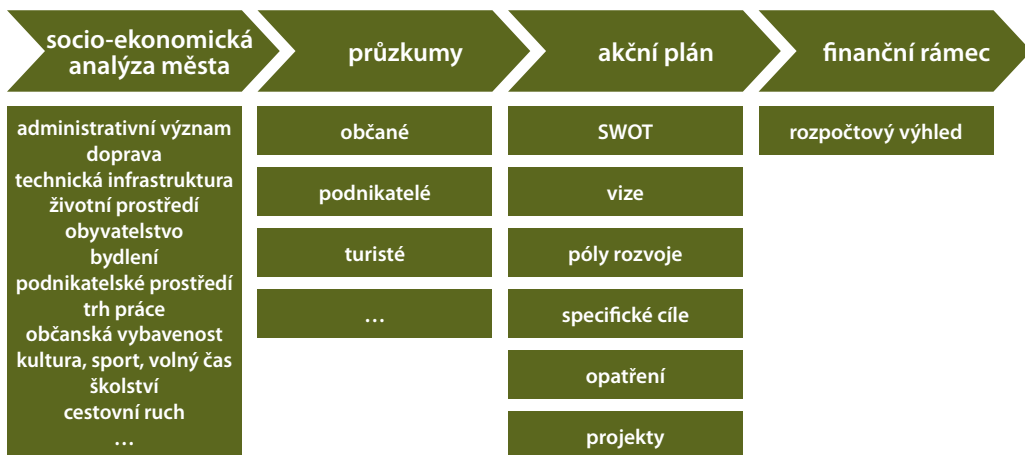 socio-ekonomická
analýza města
průzkumy
akční plán
finanční rámec
administrativní význam
doprava
technická infrastruktura
životní prostředí
obyvatelstvo
bydlení
podnikatelské prostředí
trh práce
občanská vybavenost
kultura, sport, volný čas
školství
cestovní ruch
…
občané
podnikatelé
turisté
…
SWOT
vize
póly rozvoje
specifické cíle
opatření
projekty
rozpočtový výhled